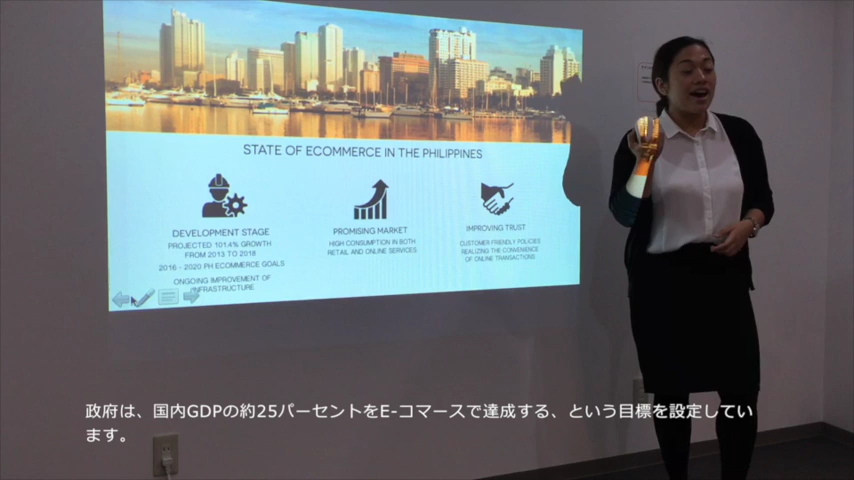 STATE OF ECOMMERCE IN THE PHILIPPINES
DEVELOPMENT STAGE
PROJECTED 101.4% GROWTH
FROM 2013 TO 2018
2016 - 2020 PH ECOMMERCE GOALS
ONGOING IMPROVEMENT OF
INFRASTRUCTURE
PROMISING MARKET
HIGH CONSUMPTION IN BOTH
RETAIL AND ONLINE SERVICES
IMPROVING TRUST
CUSTOMER FRIENDLY POLICIES
REALIZING THE CONVENIENCE
OF ONLINE TRANSACTIONS
政府は、国内GDPの約25パーセントをE-コマースで達成する、という目標を設定してい
ます。